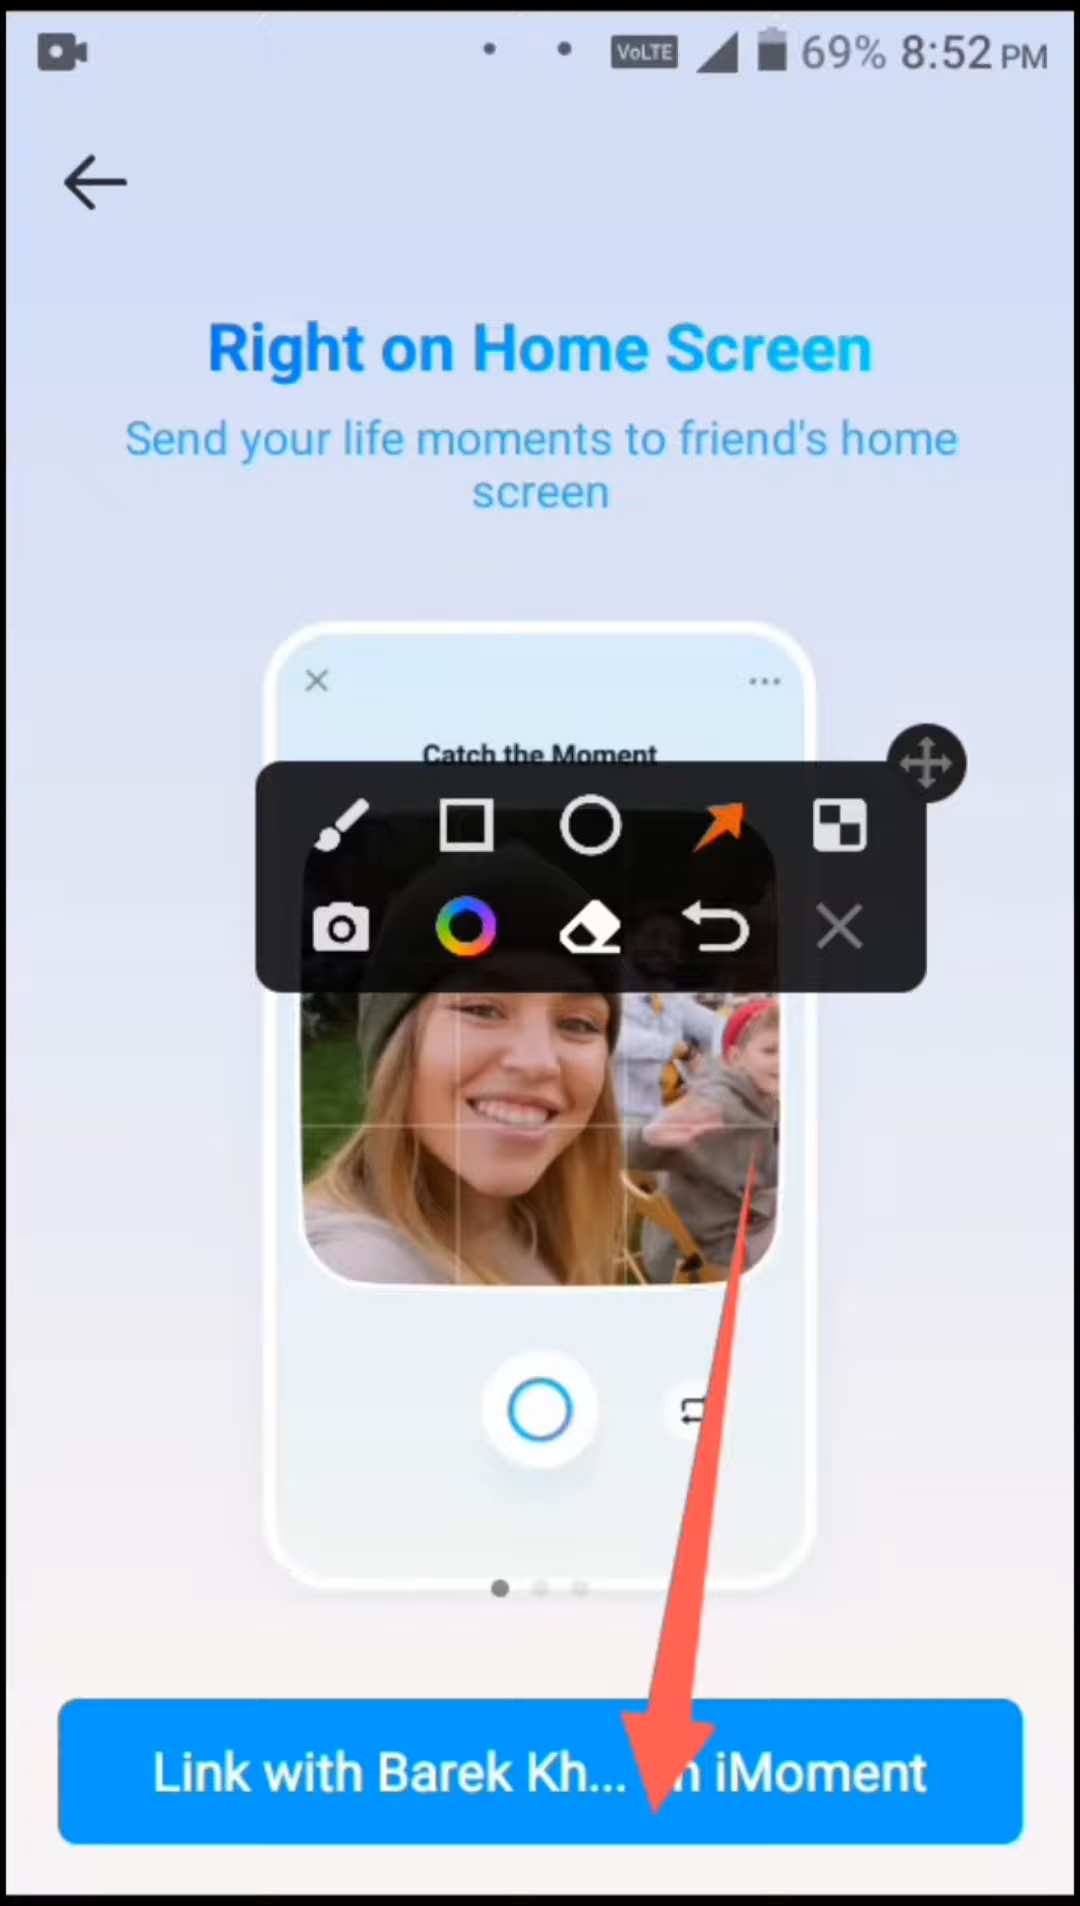 VoLTE 69% 8:52 PM
Right on Home Screen
Send your life moments to friend's home
screen
Catch the Moment
Link with Barek Kh... iMoment